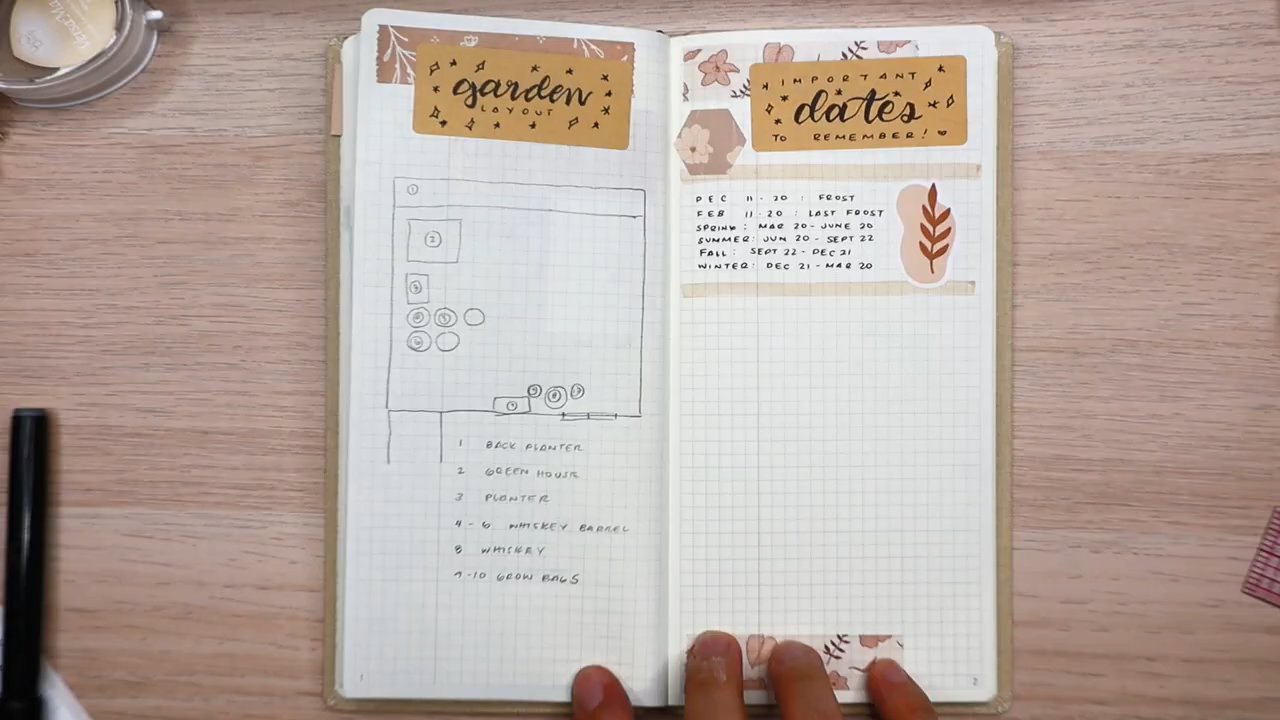 garden
LAYOUT
1
2
3
1 BACK PLANTER
2 GREEN HOUSE
3 PLANTER
4-6 WHISKEY BARREL
8 WHISKEY
9-10 GROW BAGS
1
IMPORTANT
dates
TO REMEMBER!
DEC 11-20 : FROST
FEB 11-20 : LAST FROST
SPRING : MAR 20-JUNE 20
SUMMER: JUN 20 - SEPT 22
FALL: SEPT 22-DEC 21
WINTER: DEC 21-MAR 20
2